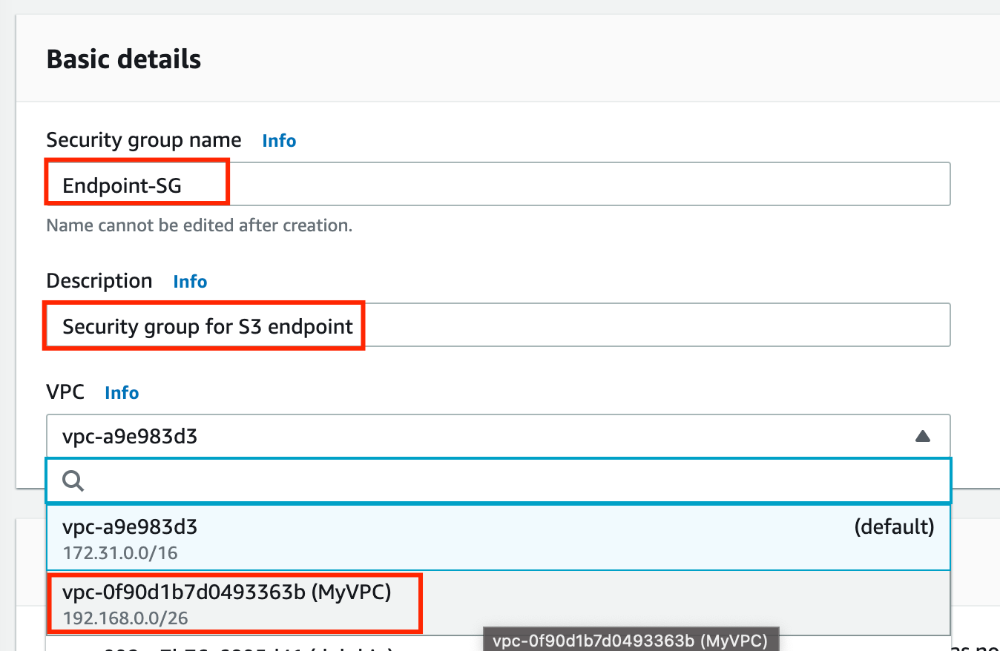 Basic details
Security group name Info
Endpoint-SG
Name cannot be edited after creation.
Description Info
Security group for S3 endpoint
VPC Info
vpc-a9e983d3
vpc-a9e983d3 (default)
172.31.0.0/16
vpc-0f90d1b7d0493363b (MyVPC)
192.168.0.0/26
vpc-0f90d1b7d0493363b (MyVPC)